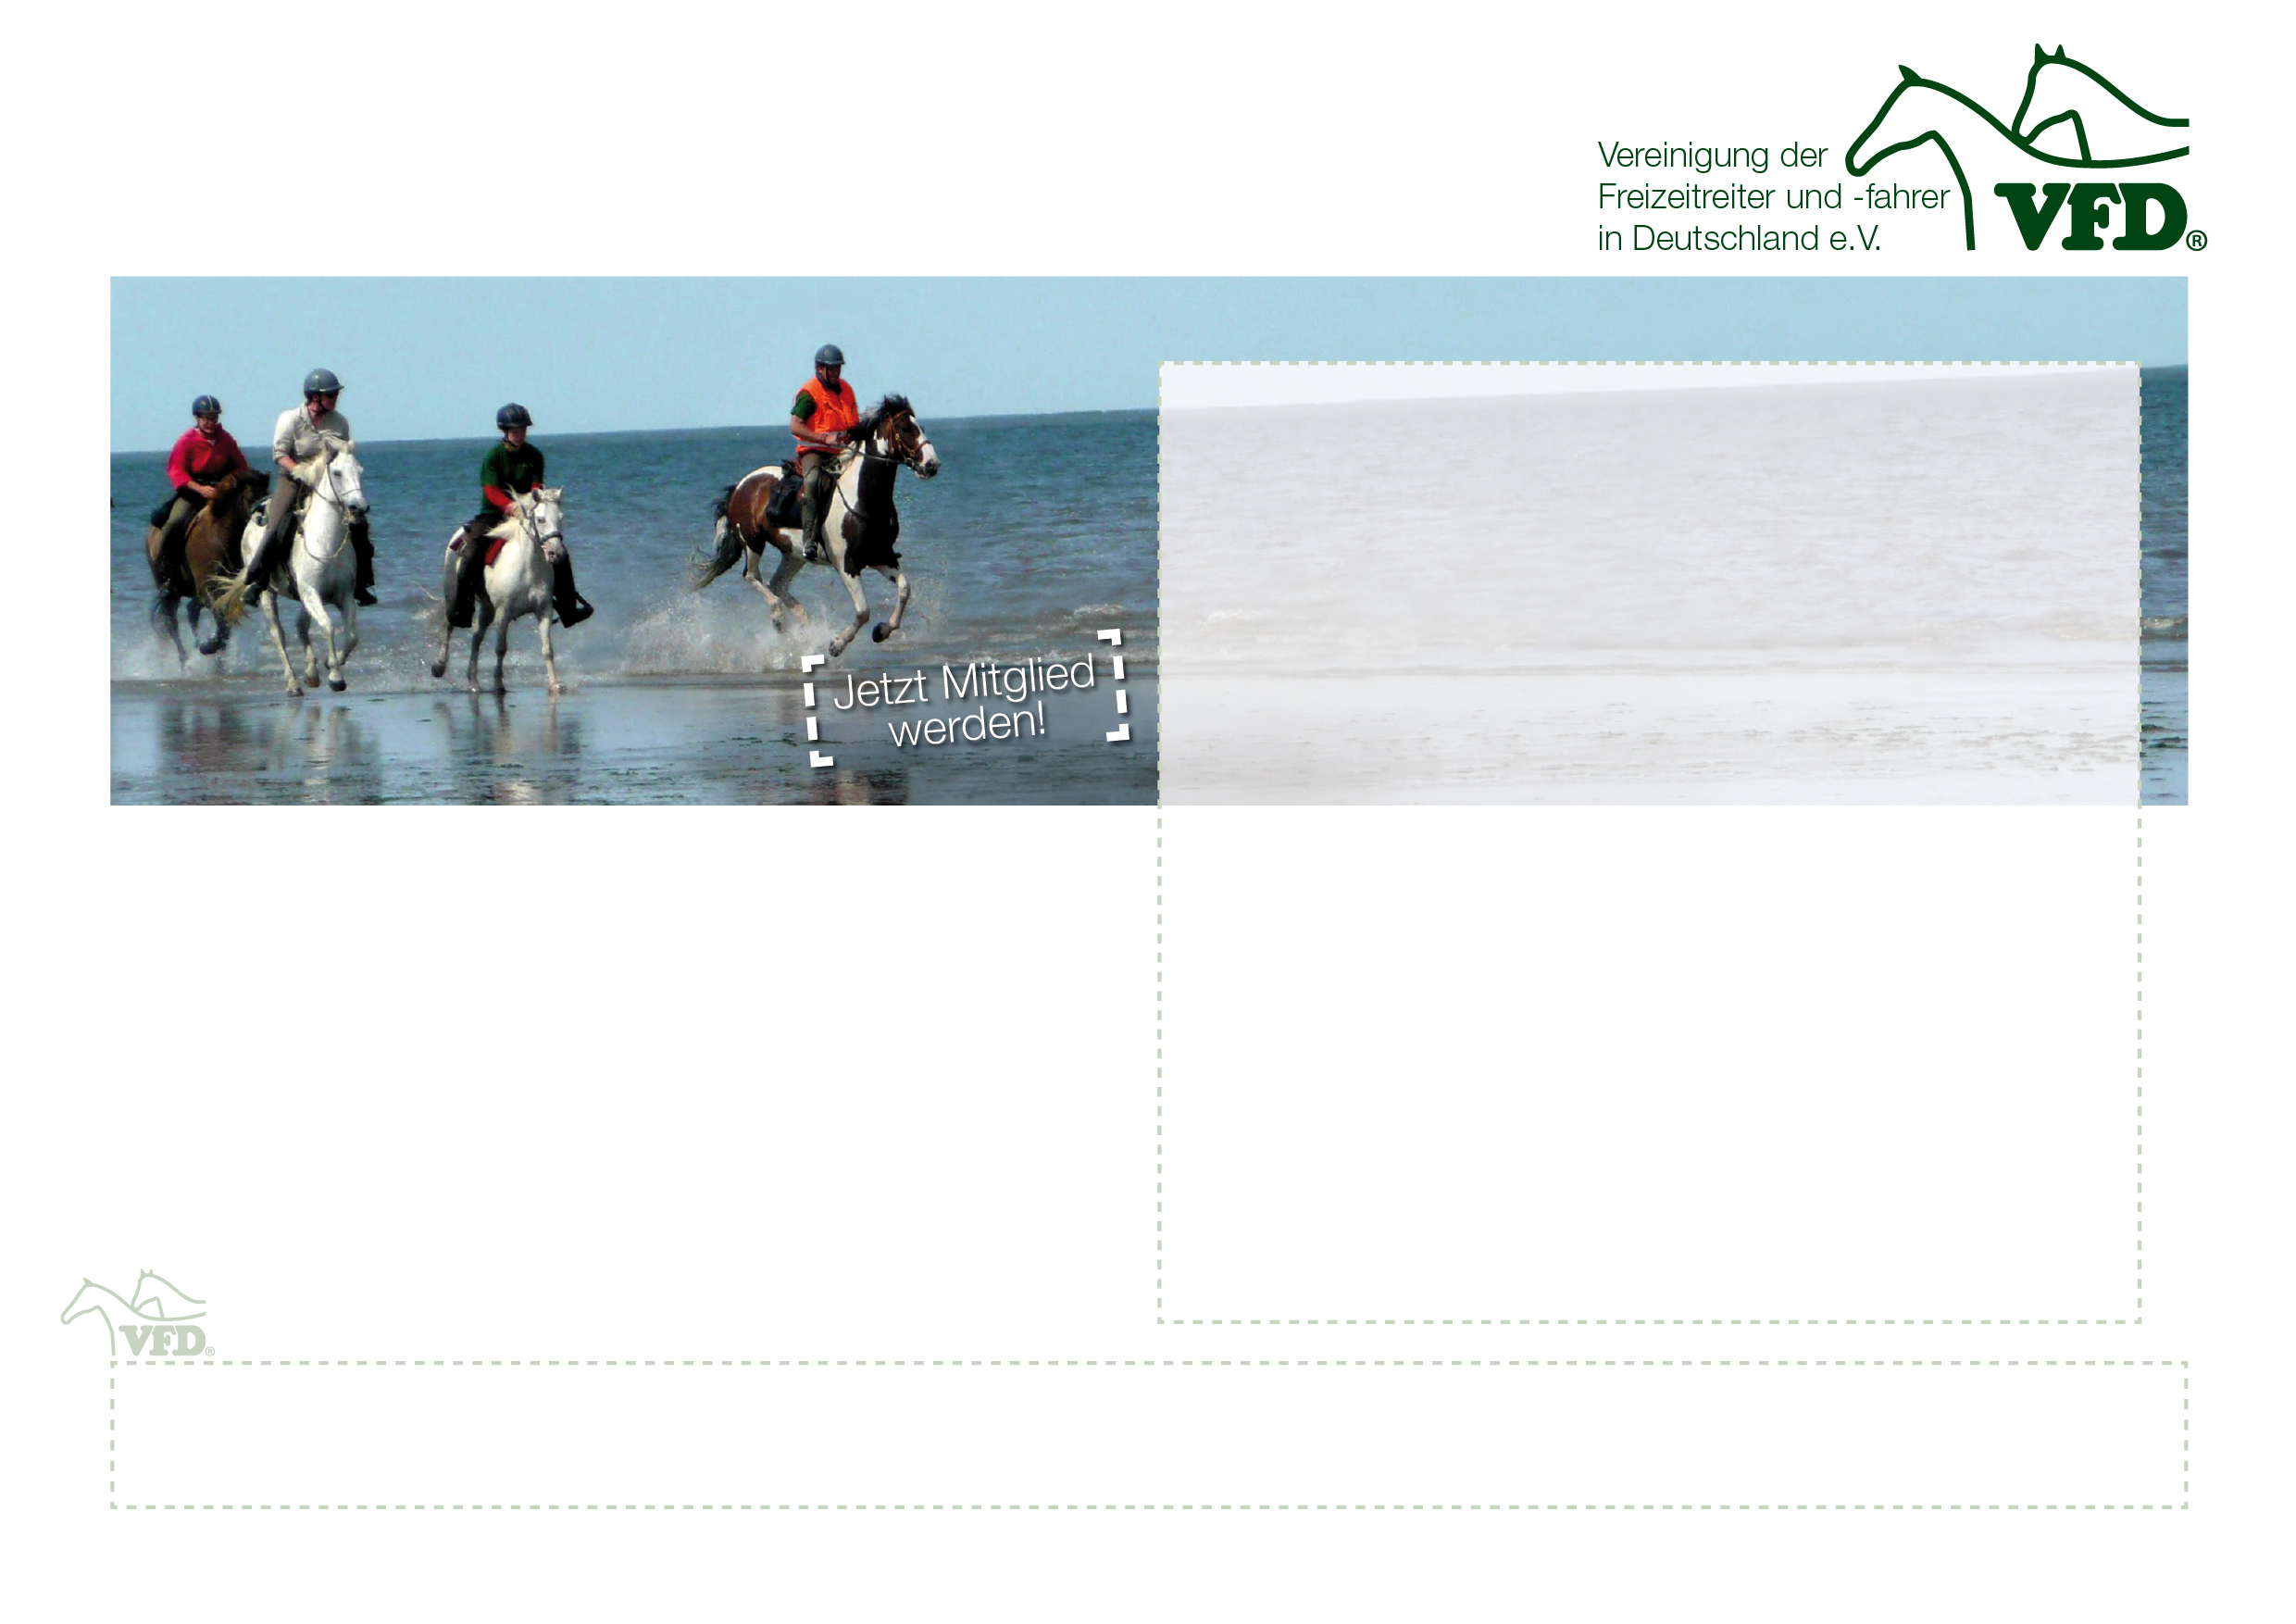 Vereinigung der
Freizeitreiter und -fahrer
in Deutschland e.V.
VFD®
Jetzt Mitglied
werden!
VFD®